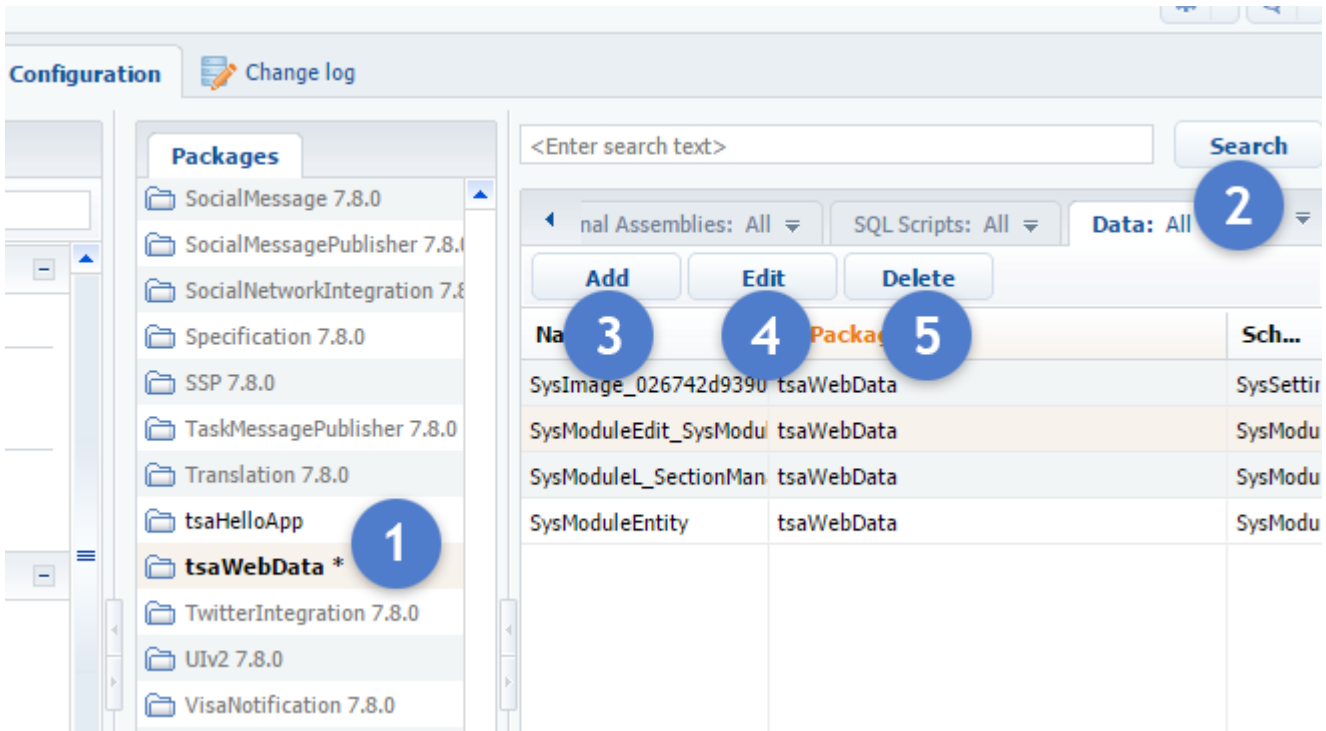 Configuration
Change log
Packages
SocialMessage 7.8.0
SocialMessagePublisher 7.8.
SocialNetworkIntegration 7.8
Specification 7.8.0
SSP 7.8.0
TaskMessagePublisher 7.8.0
Translation 7.8.0
tsaHelloApp
1
tsaWebData *
TwitterIntegration 7.8.0
UIv2 7.8.0
VisaNotification 7.8.0
<Enter search text>
Search
2
nal Assemblies: All
SQL Scripts: All
Data: All
Add
Edit
Delete
3
4
5
Na
Packag
Sch...
SysImage_026742d9390 tsaWebData SysSettin
SysModuleEdit_SysModul tsaWebData SysModu
SysModuleL_SectionMan tsaWebData SysModu
SysModuleEntity tsaWebData SysModu